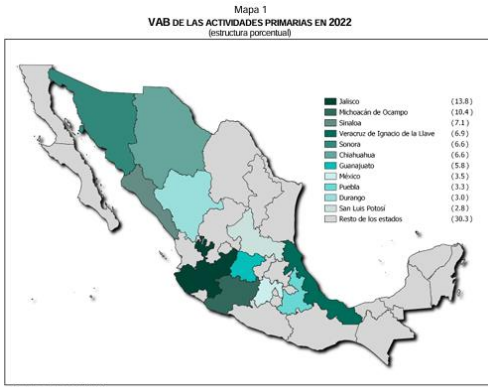 Mapa 1
VAB DE LAS ACTIVIDADES PRIMARIAS EN 2022
(estructura porcentual)
Jalisco (13.8)
Michoacán de Ocampo (10.4)
Sinaloa (7.1)
Veracruz de Ignacio de la Llave (6.9)
Sonora (6.6)
Chiahuahua (6.6)
Guanajuato (5.8)
México (3.5)
Puebla (3.3)
Durango (3.0)
San Luis Potosí (2.8)
Resto de los estados (30.3)